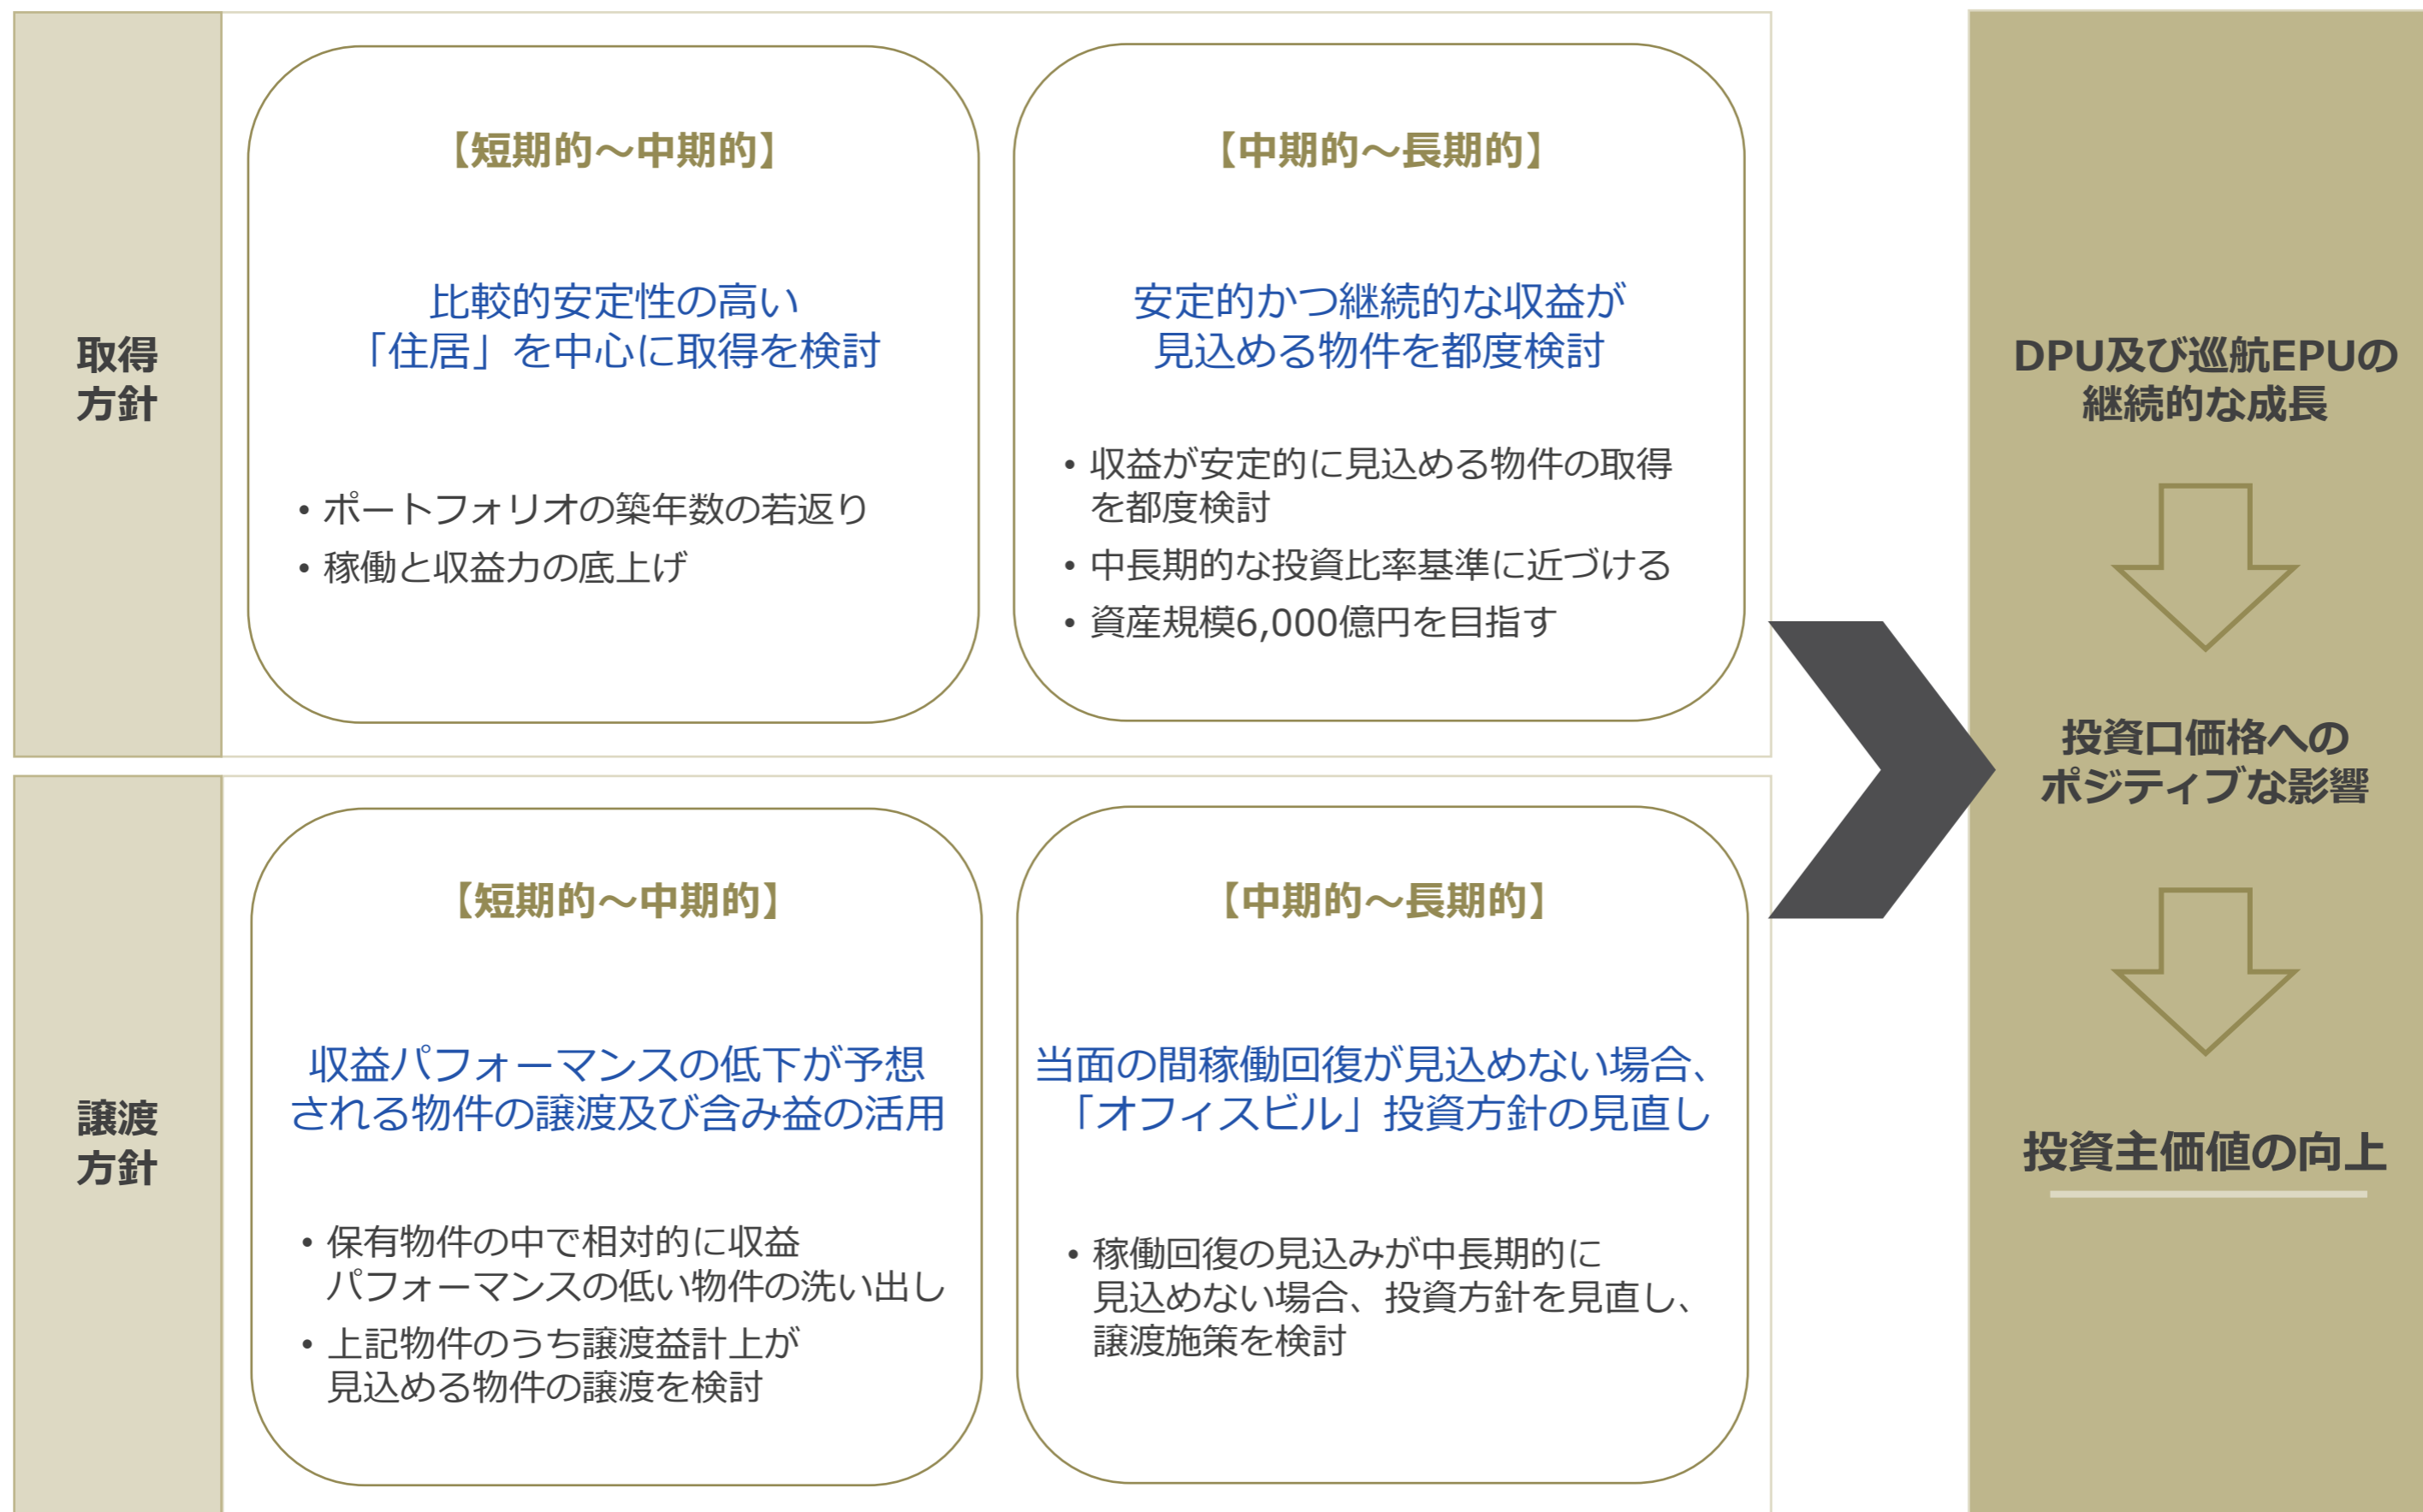 取得
方針
【短期的～中期的】
比較的安定性の高い
「住居」を中心に取得を検討
・ポートフォリオの築年数の若返り
・稼働と収益力の底上げ
【中期的～長期的】
安定的かつ継続的な収益が
見込める物件を都度検討
・収益が安定的に見込める物件の取得
を都度検討
・中長期的な投資比率基準に近づける
・資産規模6,000億円を目指す
譲渡
方針
【短期的～中期的】
収益パフォーマンスの低下が予想
される物件の譲渡及び含み益の活用
・保有物件の中で相対的に収益
パフォーマンスの低い物件の洗い出し
・上記物件のうち譲渡益計上が
見込める物件の譲渡を検討
【中期的～長期的】
当面の間稼働回復が見込めない場合、
「オフィスビル」投資方針の見直し
・稼働回復の見込みが中長期的に
見込めない場合、投資方針を見直し、
譲渡施策を検討
DPU及び巡航EPUの
継続的な成長
投資口価格への
ポジティブな影響
投資主価値の向上